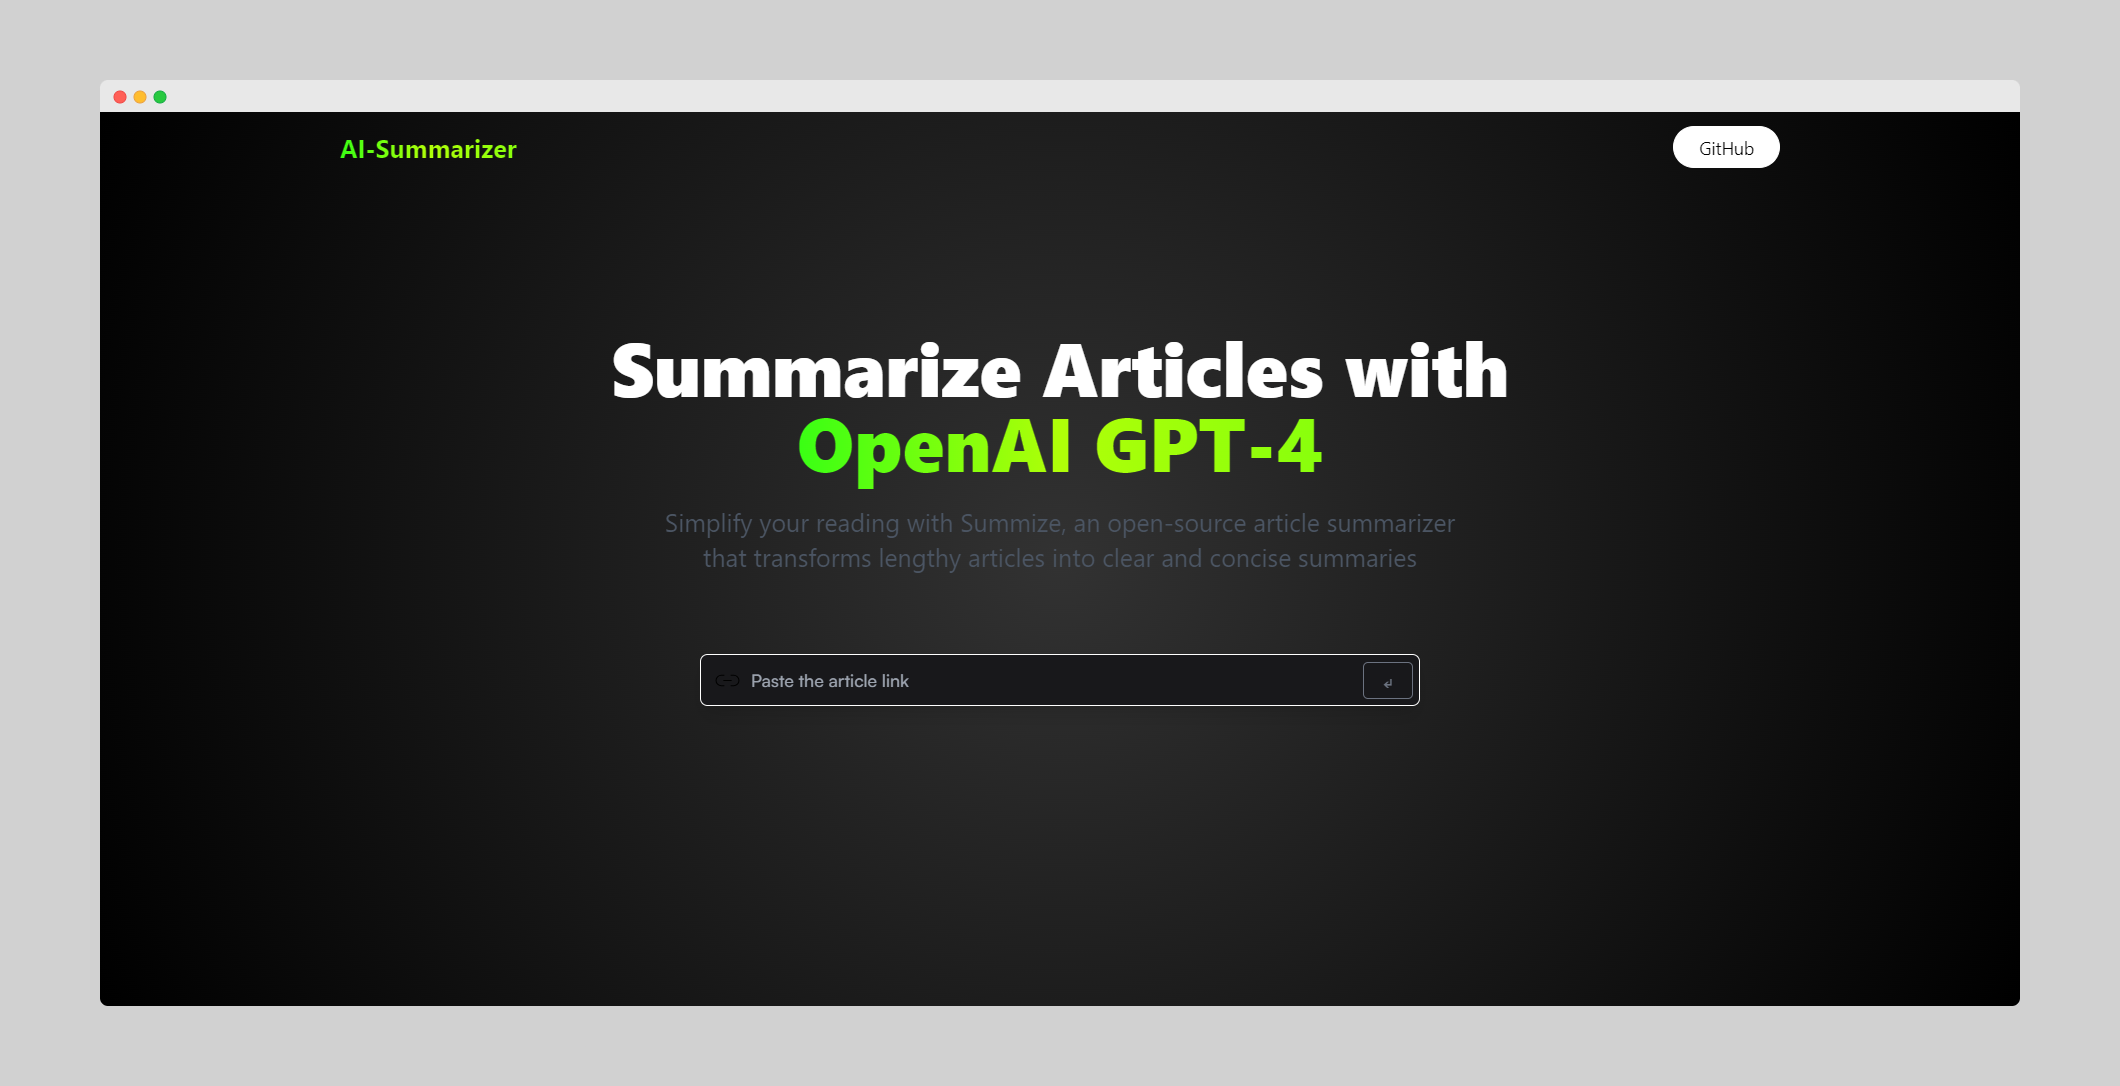 AI-Summarizer
GitHub
Summarize Articles with
OpenAI GPT-4
Simplify your reading with Summize, an open-source article summarizer
that transforms lengthy articles into clear and concise summaries
Paste the article link
↲